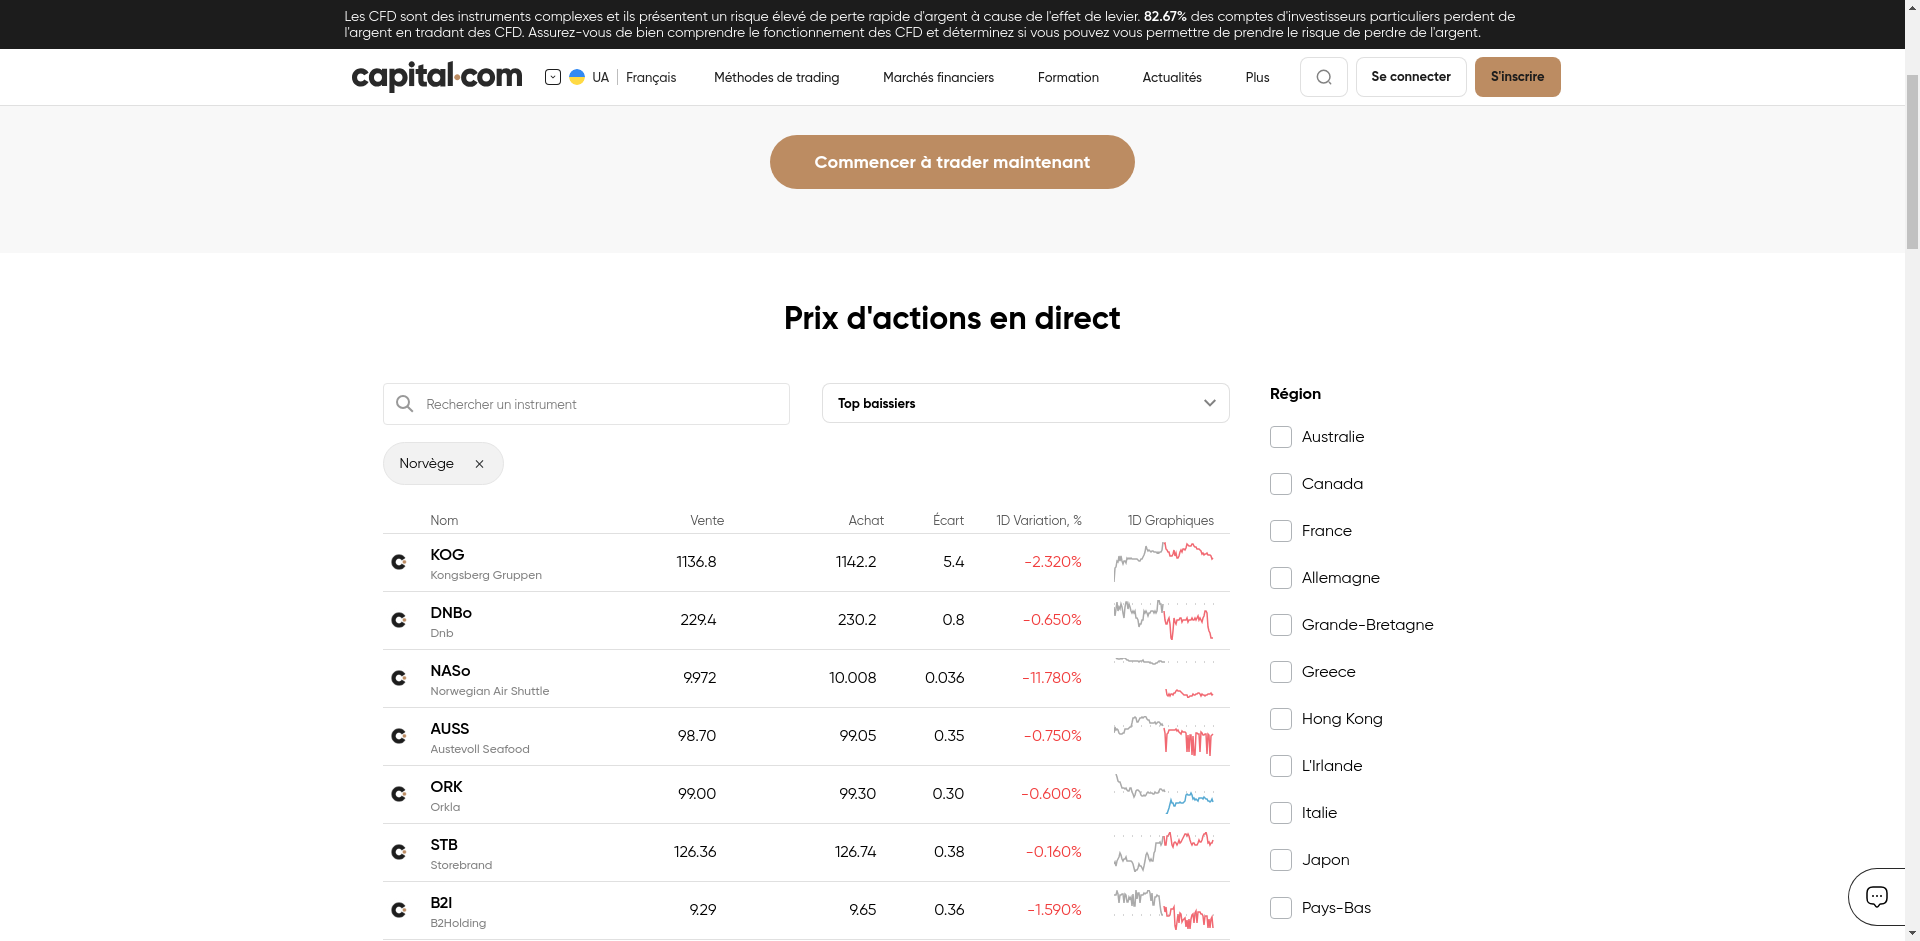 Les CFD sont des instruments complexes et ils présentent un risque élevé de perte rapide d'argent à cause de l'effet de levier. 82.67% des comptes d'investisseurs particuliers perdent de
l'argent en tradant des CFD. Assurez-vous de bien comprendre le fonctionnement des CFD et déterminez si vous pouvez vous permettre de prendre le risque de perdre de l'argent.
capital.com UA Français Méthodes de trading Marchés financiers Formation Actualités Plus Se connecter S'inscrire
Commencer à trader maintenant
Prix d'actions en direct
Rechercher un instrument
Top baissiers
Norvège
Nom Vente Achat Écart 1D Variation, % 1D Graphiques
KOG 1136.8 1142.2 5.4 -2.320%
Kongsberg Gruppen
DNBo 229.4 230.2 0.8 -0.650%
Dnb
NASo 9.972 10.008 0.036 -11.780%
Norwegian Air Shuttle
AUSS 98.70 99.05 0.35 -0.750%
Austevoll Seafood
ORK 99.00 99.30 0.30 -0.600%
Orkla
STB 126.36 126.74 0.38 -0.160%
Storebrand
B2I 9.29 9.65 0.36 -1.590%
B2Holding
Région
Australie
Canada
France
Allemagne
Grande-Bretagne
Greece
Hong Kong
L'Irlande
Italie
Japon
Pays-Bas